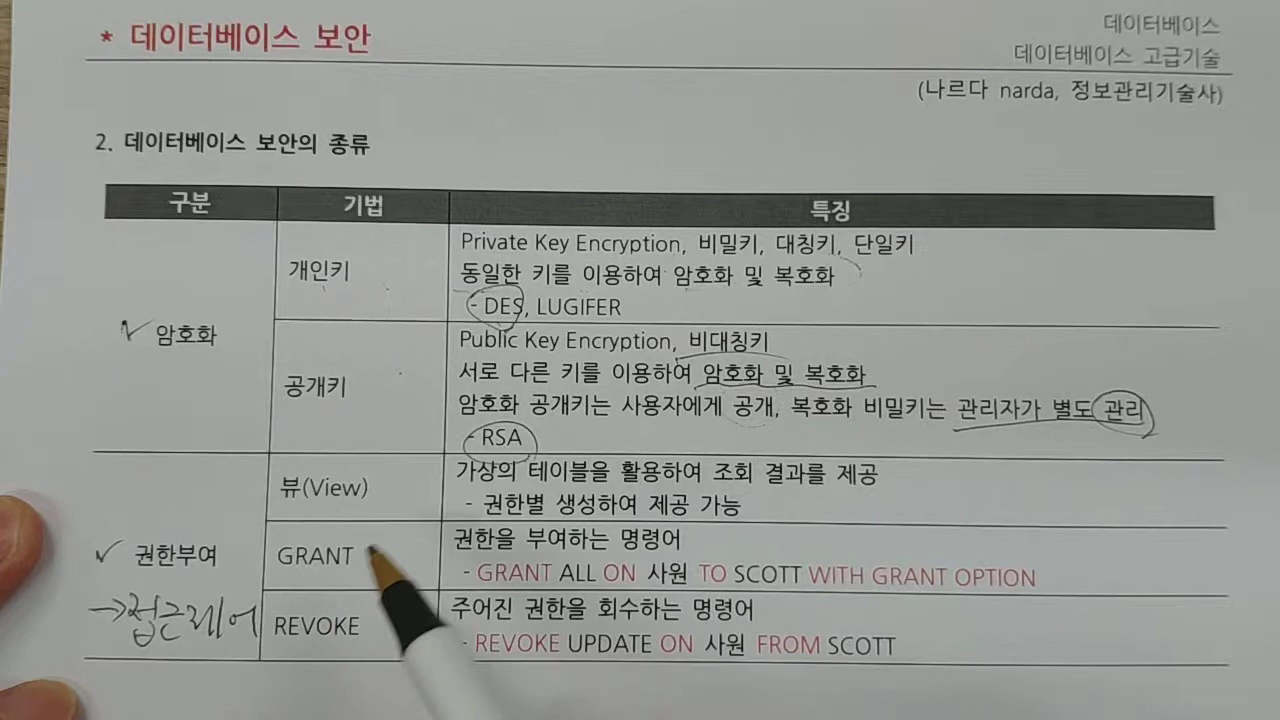 * 데이터베이스 보안
데이터베이스
데이터베이스 고급기술
(나르다 narda, 정보관리기술사)
2. 데이터베이스 보안의 종류
구분 기법 특징
암호화
개인키
Private Key Encryption, 비밀키, 대칭키, 단일키
동일한 키를 이용하여 암호화 및 복호화
- DES, LUGIFER
공개키
Public Key Encryption, 비대칭키
서로 다른 키를 이용하여 암호화 및 복호화
암호화 공개키는 사용자에게 공개, 복호화 비밀키는 관리자가 별도 관리
- RSA
권한부여
→접근제어
뷰(View)
가상의 테이블을 활용하여 조회 결과를 제공
- 권한별 생성하여 제공 가능
GRANT
권한을 부여하는 명령어
- GRANT ALL ON 사원 TO SCOTT WITH GRANT OPTION
REVOKE
주어진 권한을 회수하는 명령어
- REVOKE UPDATE ON 사원 FROM SCOTT